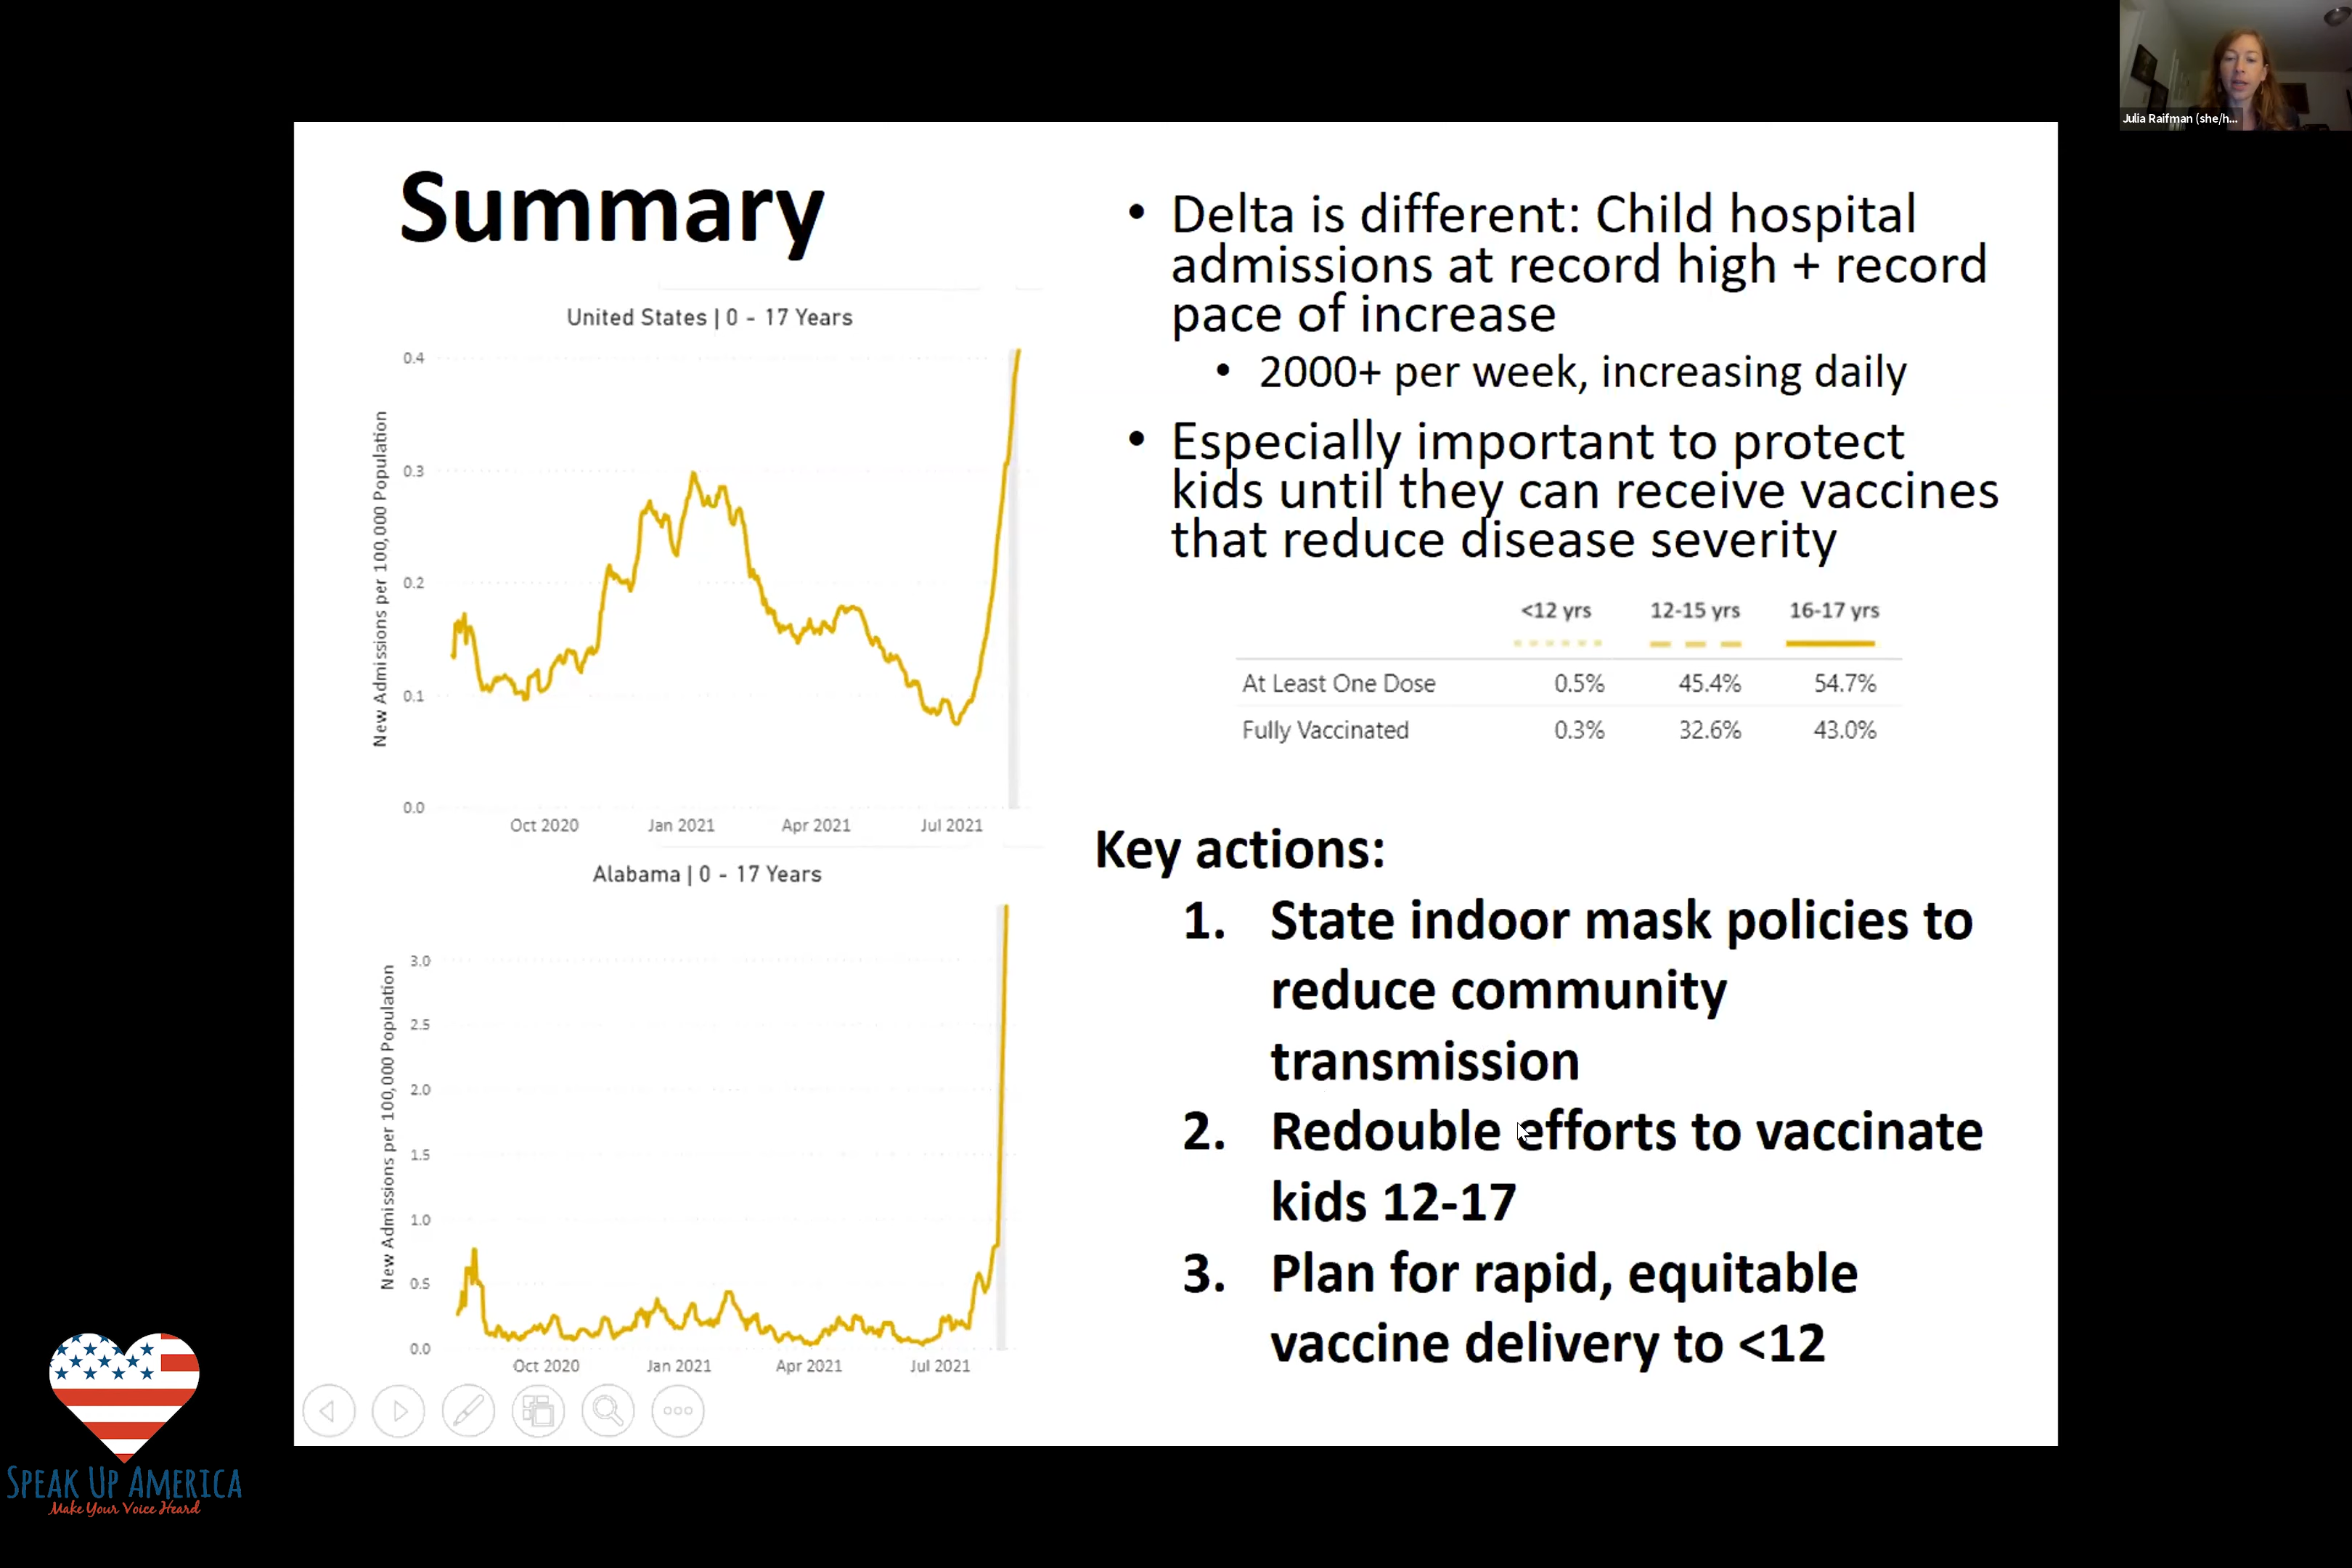 Julia Raifman (she/h...
Summary
United States | 0 - 17 Years
New Admissions per 100,000 Population
0.4
0.3
0.2
0.1
0.0
Oct 2020 Jan 2021 Apr 2021 Jul 2021
Alabama | 0 - 17 Years
New Admissions per 100,000 Population
3.0
2.5
2.0
1.5
1.0
0.5
0.0
Oct 2020 Jan 2021 Apr 2021 Jul 2021
• Delta is different: Child hospital
admissions at record high + record
pace of increase
• 2000+ per week, increasing daily
• Especially important to protect
kids until they can receive vaccines
that reduce disease severity
<12 yrs 12-15 yrs 16-17 yrs
At Least One Dose 0.5% 45.4% 54.7%
Fully Vaccinated 0.3% 32.6% 43.0%
Key actions:
1. State indoor mask policies to
reduce community
transmission
2. Redouble efforts to vaccinate
kids 12-17
3. Plan for rapid, equitable
vaccine delivery to <12
SPEAK UP AMERICA
Make Your Voice Heard